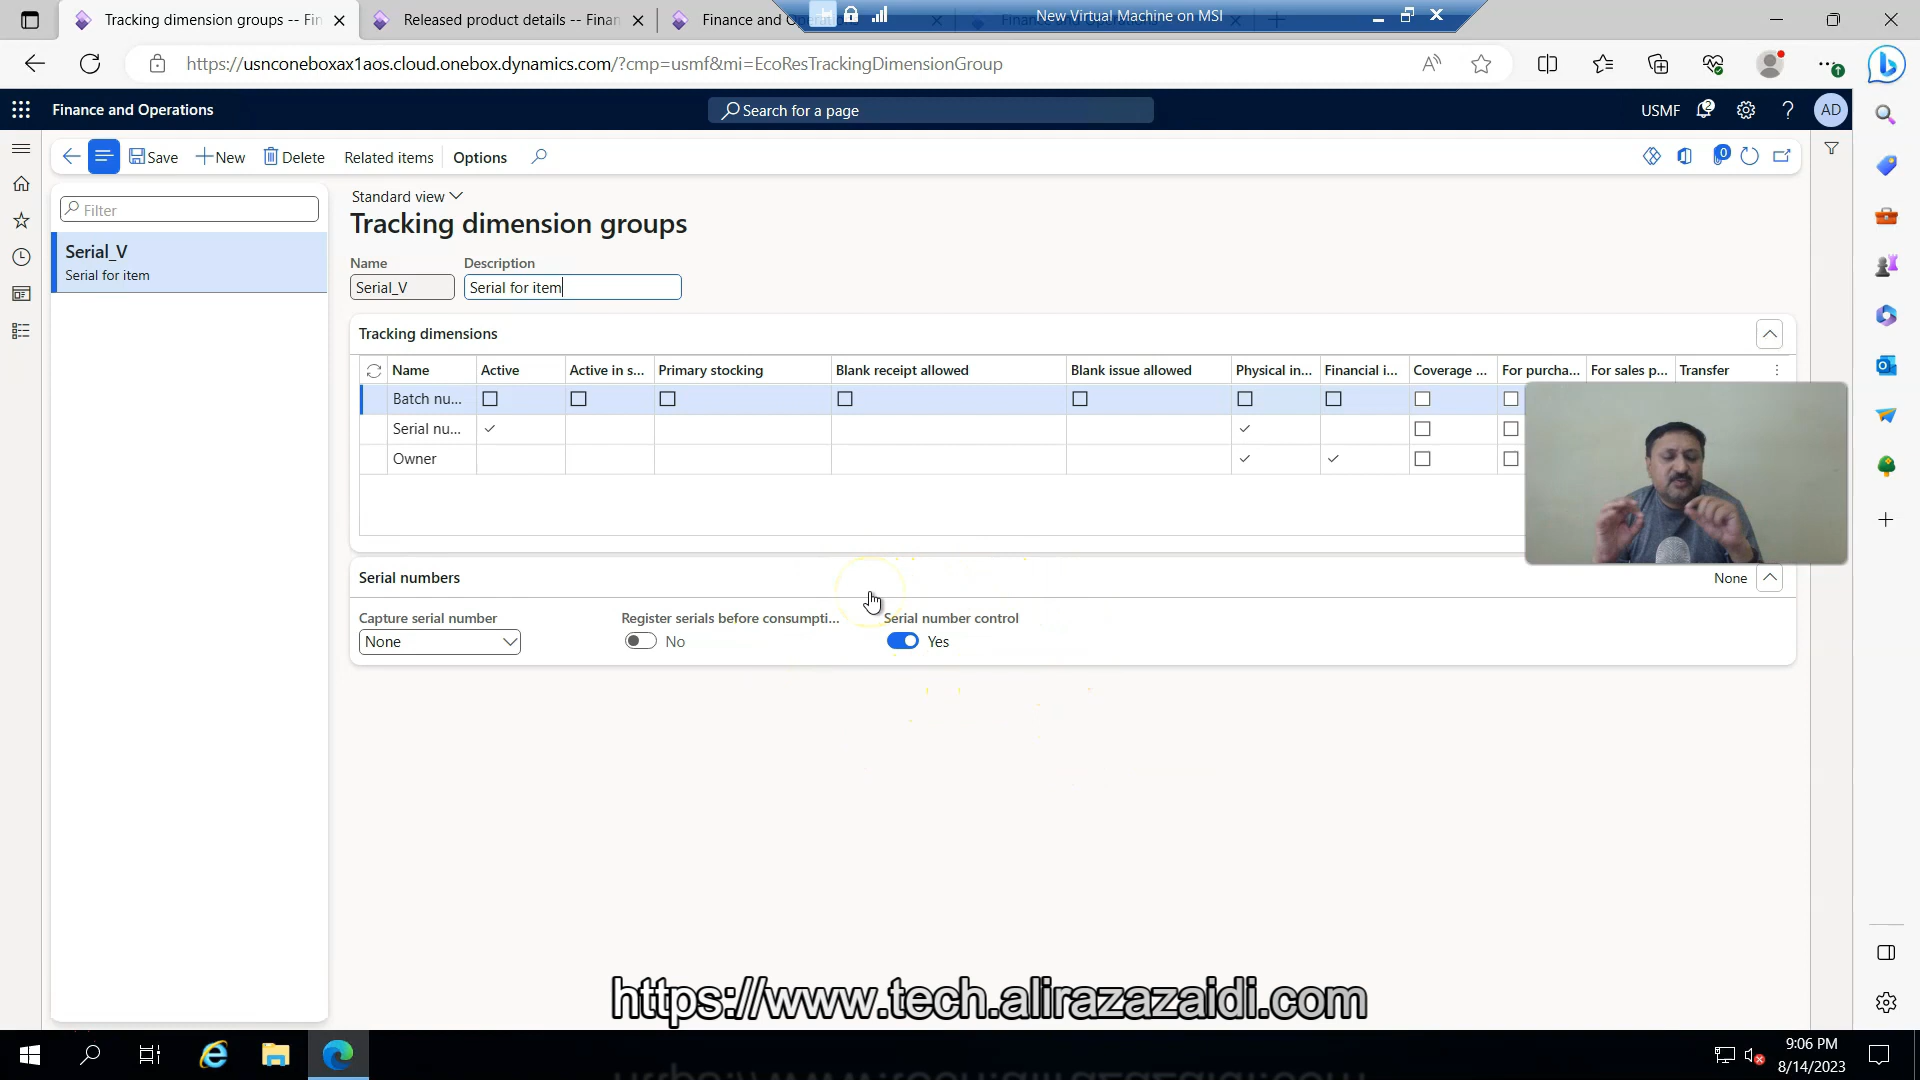 Tracking dimension groups -- Fin
Released product details -- Finan
Finance and O
New Virtual Machine on MSI
https://usnconeboxax1aos.cloud.onebox.dynamics.com/?cmp=usmf&mi=EcoResTrackingDimensionGroup
Finance and Operations
Search for a page
USMF
2
AD
Save
New
Delete
Related items
Options
0
Filter
Serial_V
Serial for item
Standard view
Tracking dimension groups
Name
Description
Serial_V
Serial for item
Tracking dimensions
Name Active Active in s... Primary stocking Blank receipt allowed Blank issue allowed Physical in... Financial i... Coverage ... For purcha... For sales p... Transfer
Batch nu...
Serial nu...
Owner
Serial numbers
None
Capture serial number
Register serials before consumpti...
Serial number control
None
No
Yes
https://www.tech.alirazazaidi.com
9:06 PM
8/14/2023